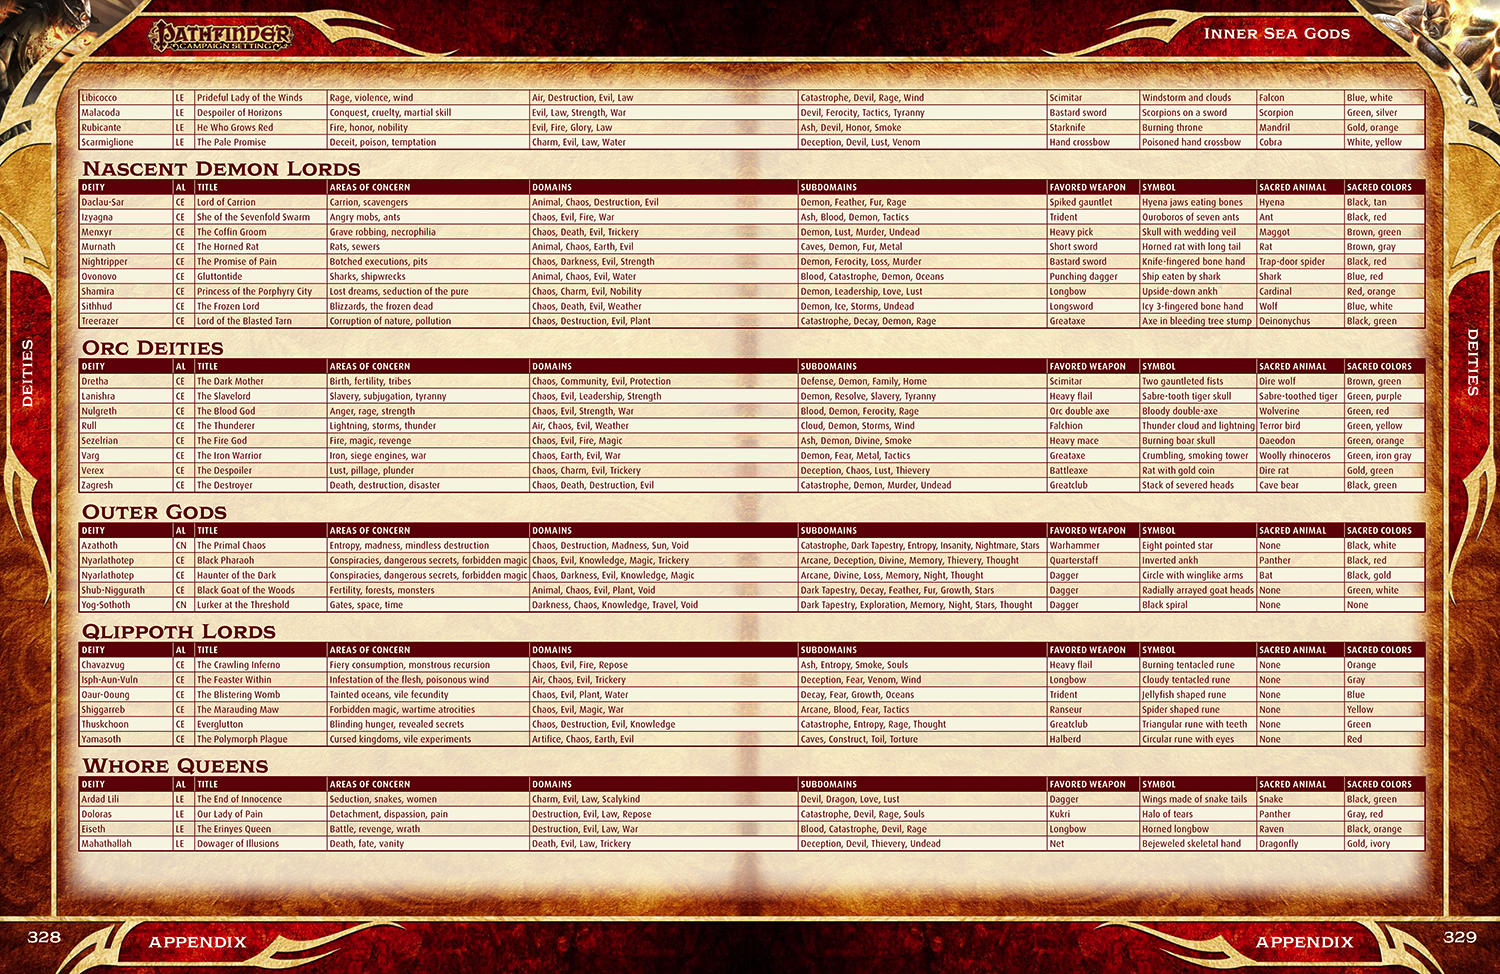 PATHFINDER
CAMPAIGN SETTING
INNER SEA GODS
Libicocco LE Prideful Lady of the Winds Rage, violence, wind Air, Destruction, Evil, Law Catastrophe, Devil, Rage, Wind Scimitar Windstorm and clouds Falcon Blue, white
Malacoda LE Despoiler of Horizons Conquest, cruelty, martial skill Evil, Law, Strength, War Devil, Ferocity, Tactics, Tyranny Bastard sword Scorpions on a sword Scorpion Green, silver
Rubicante LE He Who Grows Red Fire, honor, nobility Evil, Fire, Glory, Law Ash, Devil, Honor, Smoke Starknife Burning throne Mandril Gold, orange
Scarmiglione LE The Pale Promise Deceit, poison, temptation Charm, Evil, Law, Water Deception, Devil, Lust, Venom Hand crossbow Poisoned hand crossbow Cobra White, yellow
NASCENT DEMON LORDS
DEITY AL TITLE AREAS OF CONCERN DOMAINS SUBDOMAINS FAVORED WEAPON SYMBOL SACRED ANIMAL SACRED COLORS
Daclau-Sar CE Lord of Carrion Carrion, scavengers Animal, Chaos, Destruction, Evil Demon, Feather, Fur, Rage Spiked gauntlet Hyena jaws eating bones Hyena Black, tan
Izyagna CE She of the Sevenfold Swarm Angry mobs, ants Chaos, Evil, Fire, War Ash, Blood, Demon, Tactics Trident Ouroboros of seven ants Ant Black, red
Menxyr CE The Coffin Groom Grave robbing, necrophilia Chaos, Death, Evil, Trickery Demon, Lust, Murder, Undead Heavy pick Skull with wedding veil Maggot Brown, green
Murnath CE The Horned Rat Rats, sewers Animal, Chaos, Earth, Evil Caves, Demon, Fur, Metal Short sword Horned rat with long tail Rat Brown, gray
Nightripper CE The Promise of Pain Botched executions, pits Chaos, Darkness, Evil, Strength Demon, Ferocity, Loss, Murder Bastard sword Knife-fingered bone hand Trap-door spider Black, red
Ovonovo CE Gluttontide Sharks, shipwrecks Animal, Chaos, Evil, Water Blood, Catastrophe, Demon, Oceans Punching dagger Ship eaten by shark Shark Blue, red
Shamira CE Princess of the Porphyry City Lost dreams, seduction of the pure Chaos, Charm, Evil, Nobility Demon, Leadership, Love, Lust Longbow Upside-down ankh Cardinal Red, orange
Sithhud CE The Frozen Lord Blizzards, the frozen dead Chaos, Death, Evil, Weather Demon, Ice, Storms, Undead Longsword Icy 3-fingered bone hand Wolf Blue, white
Treerazer CE Lord of the Blasted Tarn Corruption of nature, pollution Chaos, Destruction, Evil, Plant Catastrophe, Decay, Demon, Rage Greataxe Axe in bleeding tree stump Deinonychus Black, green
ORC DEITIES
DEITY AL TITLE AREAS OF CONCERN DOMAINS SUBDOMAINS FAVORED WEAPON SYMBOL SACRED ANIMAL SACRED COLORS
Dretha CE The Dark Mother Birth, fertility, tribes Chaos, Community, Evil, Protection Defense, Demon, Family, Home Scimitar Two gauntleted fists Dire wolf Brown, green
Lanishra CE The Slavelord Slavery, subjugation, tyranny Chaos, Evil, Leadership, Strength Demon, Resolve, Slavery, Tyranny Heavy flail Sabre-tooth tiger skull Sabre-toothed tiger Green, purple
Nulgreth CE The Blood God Anger, rage, strength Chaos, Evil, Strength, War Blood, Demon, Ferocity, Rage Orc double axe Bloody double-axe Wolverine Green, red
Rull CE The Thunderer Lightning, storms, thunder Air, Chaos, Evil, Weather Cloud, Demon, Storms, Wind Falchion Thunder cloud and lightning Terror bird Green, yellow
Sezelrian CE The Fire God Fire, magic, revenge Chaos, Evil, Fire, Magic Ash, Demon, Divine, Smoke Heavy mace Burning boar skull Daeodon Green, orange
Varg CE The Iron Warrior Iron, siege engines, war Chaos, Earth, Evil, War Demon, Fear, Metal, Tactics Greataxe Crumbling, smoking tower Woolly rhinoceros Green, iron gray
Verex CE The Despoiler Lust, pillage, plunder Chaos, Charm, Evil, Trickery Deception, Chaos, Lust, Thievery Battleaxe Rat with gold coin Dire rat Gold, green
Zagresh CE The Destroyer Death, destruction, disaster Chaos, Death, Destruction, Evil Catastrophe, Demon, Murder, Undead Greatclub Stack of severed heads Cave bear Black, green
OUTER GODS
DEITY AL TITLE AREAS OF CONCERN DOMAINS SUBDOMAINS FAVORED WEAPON SYMBOL SACRED ANIMAL SACRED COLORS
Azathoth CN The Primal Chaos Entropy, madness, mindless destruction Chaos, Destruction, Madness, Sun, Void Catastrophe, Dark Tapestry, Entropy, Insanity, Nightmare, Stars Warhammer Eight pointed star None Black, white
Nyarlathotep CE Black Pharaoh Conspiracies, dangerous secrets, forbidden magic Chaos, Evil, Knowledge, Magic, Trickery Arcane, Deception, Divine, Memory, Thievery, Thought Quarterstaff Inverted ankh Panther Black, red
Nyarlathotep CE Haunter of the Dark Conspiracies, dangerous secrets, forbidden magic Chaos, Darkness, Evil, Knowledge, Magic Arcane, Divine, Loss, Memory, Night, Thought Dagger Circle with winglike arms Bat Black, gold
Shub-Niggurath CE Black Goat of the Woods Fertility, forests, monsters Animal, Chaos, Evil, Plant, Void Dark Tapestry, Decay, Feather, Fur, Growth, Stars Dagger Radially arrayed goat heads None Green, white
Yog-Sothoth CN Lurker at the Threshold Gates, space, time Darkness, Chaos, Knowledge, Travel, Void Dark Tapestry, Exploration, Memory, Night, Stars, Thought Dagger Black spiral None None
QLIPPOTH LORDS
DEITY AL TITLE AREAS OF CONCERN DOMAINS SUBDOMAINS FAVORED WEAPON SYMBOL SACRED ANIMAL SACRED COLORS
Chavazvug CE The Crawling Inferno Fiery consumption, monstrous recursion Chaos, Evil, Fire, Repose Ash, Entropy, Smoke, Souls Heavy flail Burning tentacled rune None Orange
Isph-Aun-Vuln CE The Feaster Within Infestation of the flesh, poisonous wind Air, Chaos, Evil, Trickery Deception, Fear, Venom, Wind Longbow Cloudy tentacled rune None Gray
Oaur-Ooung CE The Blistering Womb Tainted oceans, vile fecundity Chaos, Evil, Plant, Water Decay, Fear, Growth, Oceans Trident Jellyfish shaped rune None Blue
Shiggarreb CE The Marauding Maw Forbidden magic, wartime atrocities Chaos, Evil, Magic, War Arcane, Blood, Fear, Tactics Ranseur Spider shaped rune None Yellow
Thuskchoon CE Everglutton Blinding hunger, revealed secrets Chaos, Destruction, Evil, Knowledge Catastrophe, Entropy, Rage, Thought Greatclub Triangular rune with teeth None Green
Yamasoth CE The Polymorph Plague Cursed kingdoms, vile experiments Artifice, Chaos, Earth, Evil Caves, Construct, Toil, Torture Halberd Circular rune with eyes None Red
WHORE QUEENS
DEITY AL TITLE AREAS OF CONCERN DOMAINS SUBDOMAINS FAVORED WEAPON SYMBOL SACRED ANIMAL SACRED COLORS
Ardad Lili LE The End of Innocence Seduction, snakes, women Charm, Evil, Law, Scalykind Devil, Dragon, Love, Lust Dagger Wings made of snake tails Snake Black, green
Doloras LE Our Lady of Pain Detachment, dispassion, pain Destruction, Evil, Law, Repose Catastrophe, Devil, Rage, Souls Kukri Halo of tears Panther Gray, red
Eiseth LE The Erinyes Queen Battle, revenge, wrath Destruction, Evil, Law, War Blood, Catastrophe, Devil, Rage Longbow Horned longbow Raven Black, orange
Mahathallah LE Dowager of Illusions Death, fate, vanity Death, Evil, Law, Trickery Deception, Devil, Thievery, Undead Net Bejeweled skeletal hand Dragonfly Gold, ivory
DEITIES
DEITIES
328
APPENDIX
APPENDIX
329